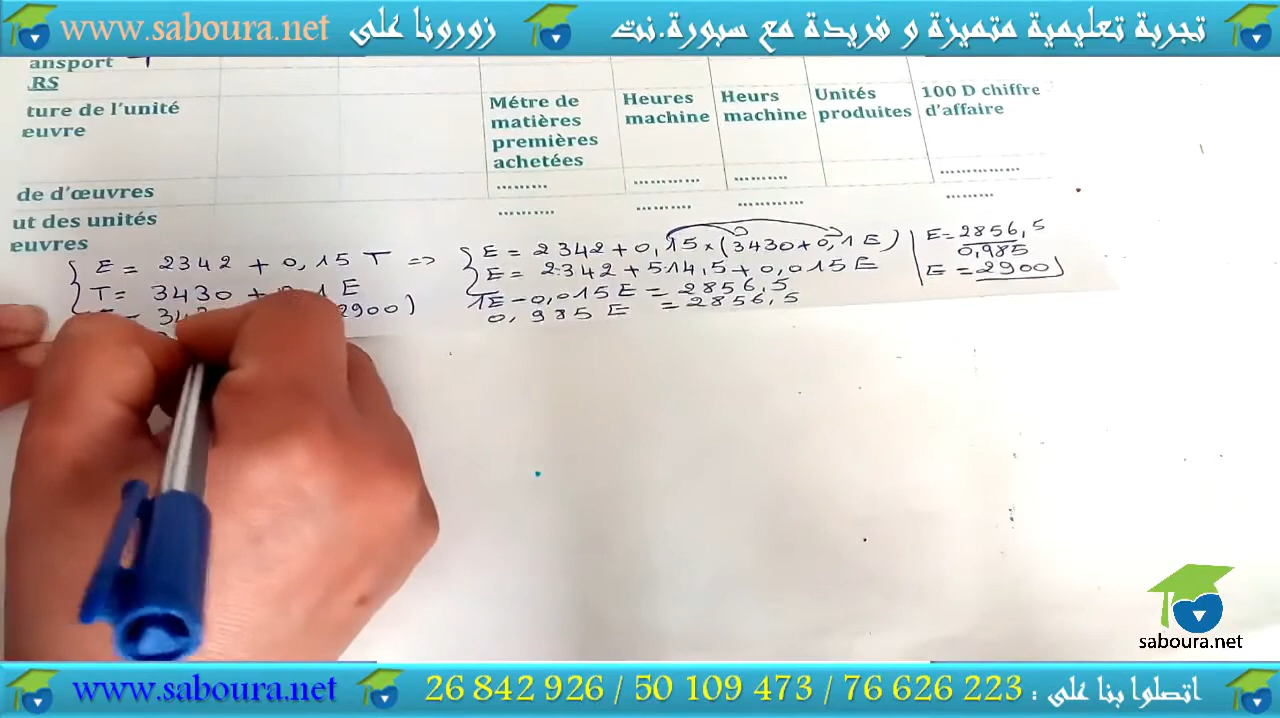 www.saboura.net زورونا على تجربة تعليمية متميزة و فريدة مع سبورة.نت
ansport
RS
ture de l'unité
euvre
Métre de
matières
premières
achetées
Heures
machine
Heurs
machine
Unités
produites
100 D chiffre
d'affaire
de d'œuvres
ut des unités
euvres
E = 2342 + 0,15 T =>
T = 3430 + 1 E
2900)
E = 2342 + 0,15 × (3430 + 0,1 E)
E = 2342 + 514,5 + 0,015 E
1E - 0,015 E = 2856,5
0,985 E = 2856,5
E = 2856,5
0,985
E = 2900
saboura.net
www.saboura.net 26 842 926 / 50 109 473 / 76 626 223 : اتصلوا بنا على